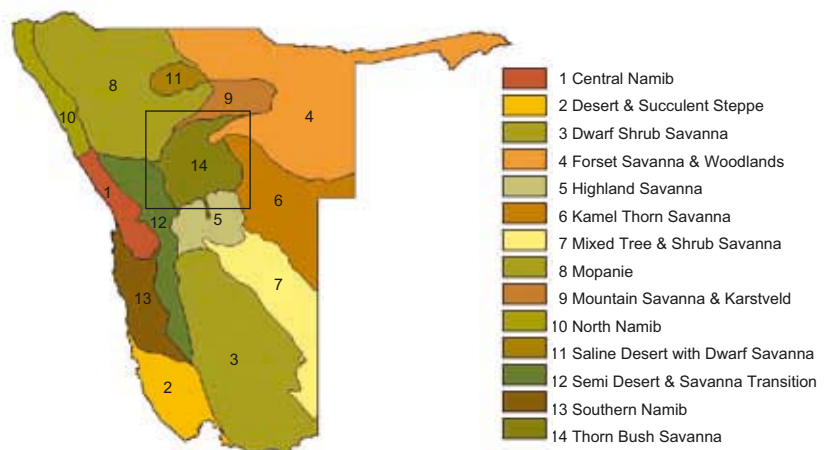 11
8
9
4
10
14
1
6
12
5
7
13
3
2
1 Central Namib
2 Desert & Succulent Steppe
3 Dwarf Shrub Savanna
4 Forset Savanna & Woodlands
5 Highland Savanna
6 Kamel Thorn Savanna
7 Mixed Tree & Shrub Savanna
8 Mopanie
9 Mountain Savanna & Karstveld
10 North Namib
11 Saline Desert with Dwarf Savanna
12 Semi Desert & Savanna Transition
13 Southern Namib
14 Thorn Bush Savanna